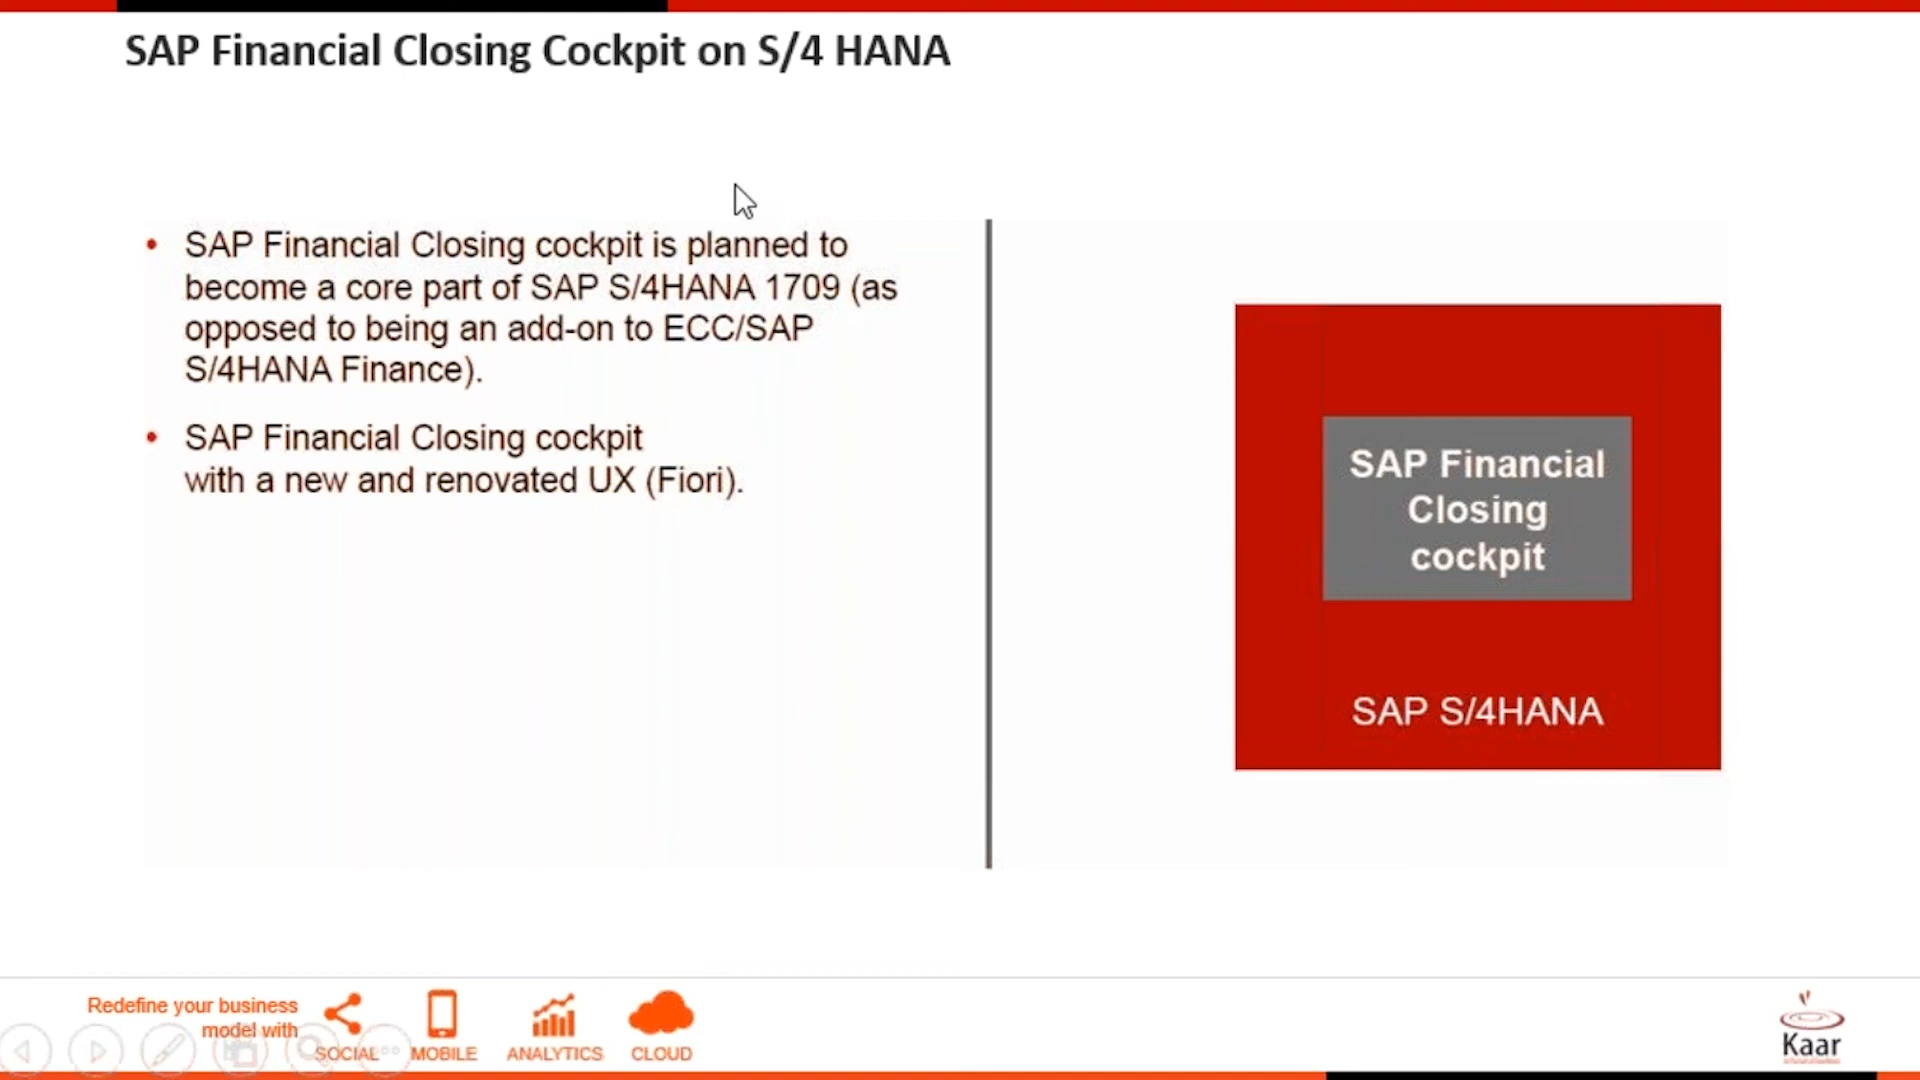 SAP Financial Closing Cockpit on S/4 HANA
• SAP Financial Closing cockpit is planned to
become a core part of SAP S/4HANA 1709 (as
opposed to being an add-on to ECC/SAP
S/4HANA Finance).
• SAP Financial Closing cockpit
with a new and renovated UX (Fiori).
SAP Financial
Closing
cockpit
SAP S/4HANA
Redefine your business
model with
SOCIAL
MOBILE
ANALYTICS
CLOUD
Kaar